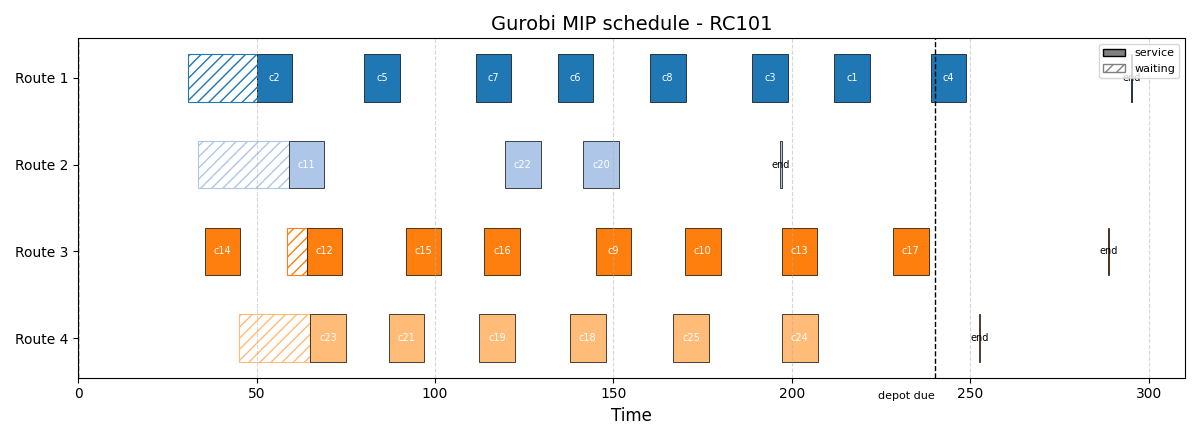 Gurobi MIP schedule - RC101
Route 1
c2
c5
c7
c6
c8
c3
c1
c4
end
service
waiting
Route 2
c11
c22
c20
end
Route 3
c14
c12
c15
c16
c9
c10
c13
c17
end
Route 4
c23
c21
c19
c18
c25
c24
end
0
50
100
150
200
250
300
depot due
Time